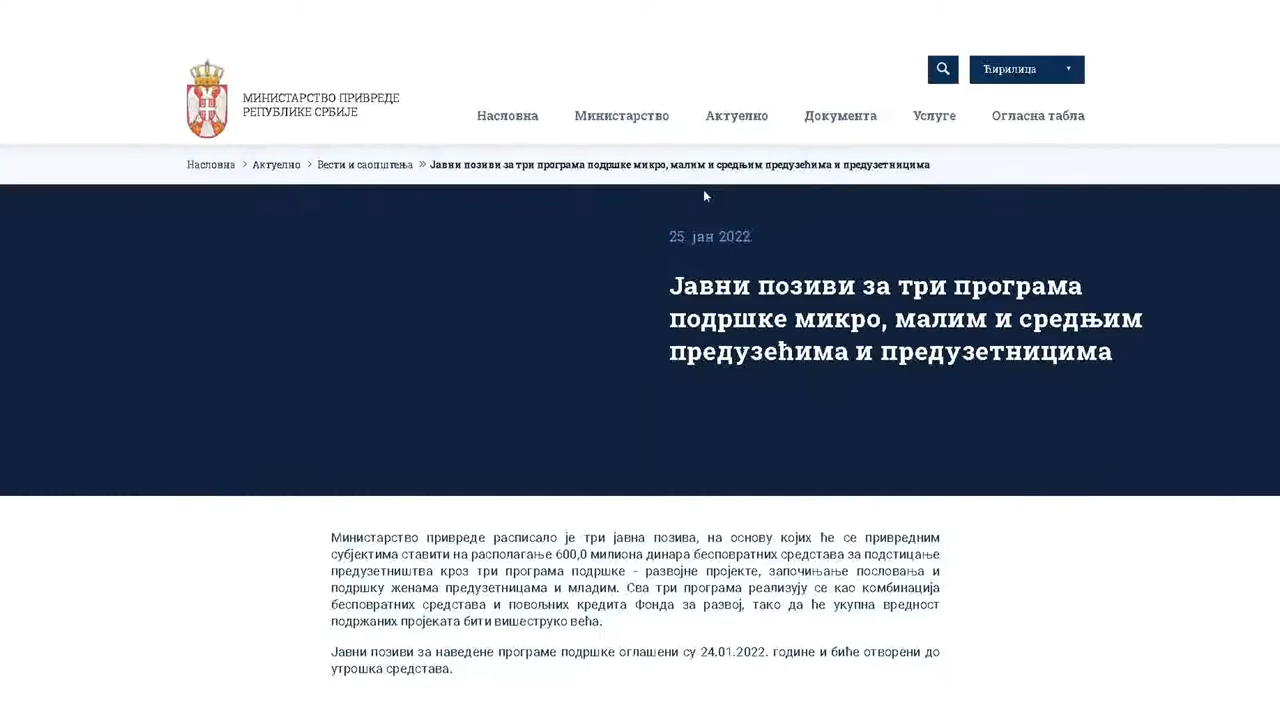 Ћирилица
МИНИСТАРСТВО ПРИВРЕДЕ
РЕПУБЛИКЕ СРБИЈЕ
Насловна Министарство Актуелно Документа Услуге Огласна табла
Насловна > Актуелно > Вести и саопштења >> Јавни позиви за три програма подршке микро, малим и средњим предузећима и предузетницима
25. јан 2022.
Јавни позиви за три програма
подршке микро, малим и средњим
предузећима и предузетницима
Министарство привреде расписало је три јавна позива, на основу којих ће се привредним
субјектима ставити на располагање 600,0 милиона динара бесповратних средстава за подстицање
предузетништва кроз три програма подршке - развојне пројекте, започињање пословања и
подршку женама предузетницама и младим. Сва три програма реализују се као комбинација
бесповратних средстава и повољних кредита Фонда за развој, тако да ће укупна вредност
подржаних пројеката бити вишеструко већа.
Јавни позиви за наведене програме подршке оглашени су 24.01.2022. године и биће отворени до
утрошка средстава.